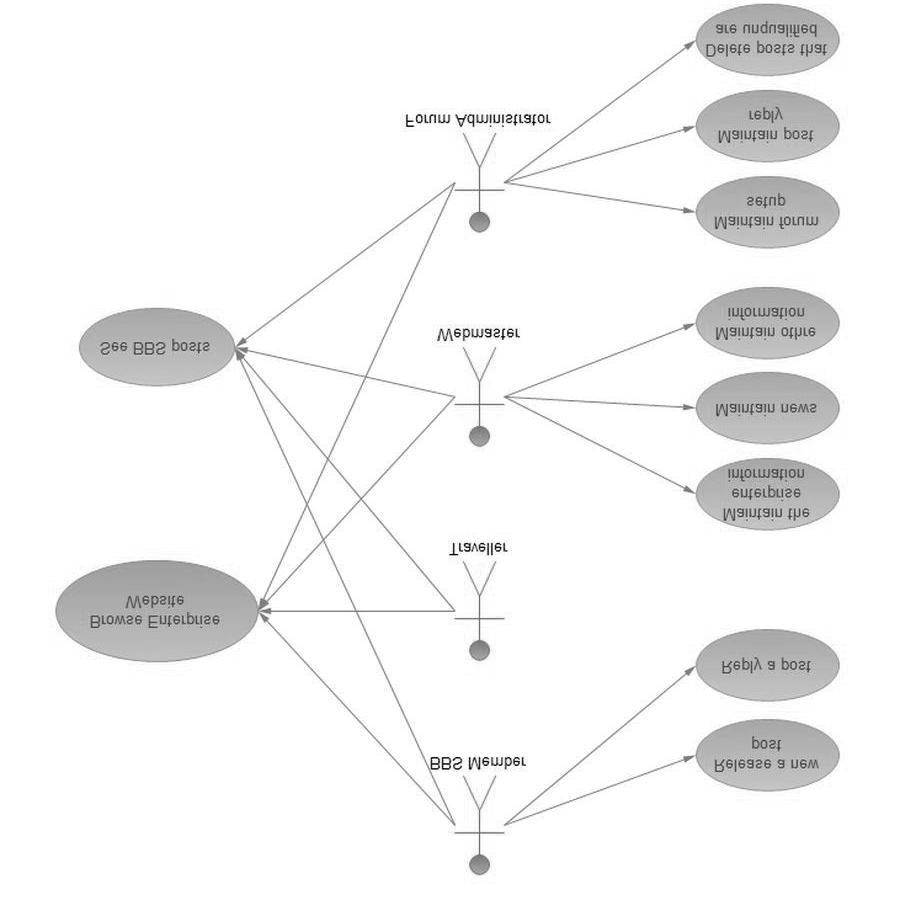 BBS Member
Release a new
post
Reply a post
Browse Enterprise
Website
Traveller
Maintain the
enterprise
information
Maintain news
See BBS posts
Webmaster
Maintain othre
information
Maintain forum
setup
Maintain post
reply
Forum Administrator
Delete posts that
are unqualified